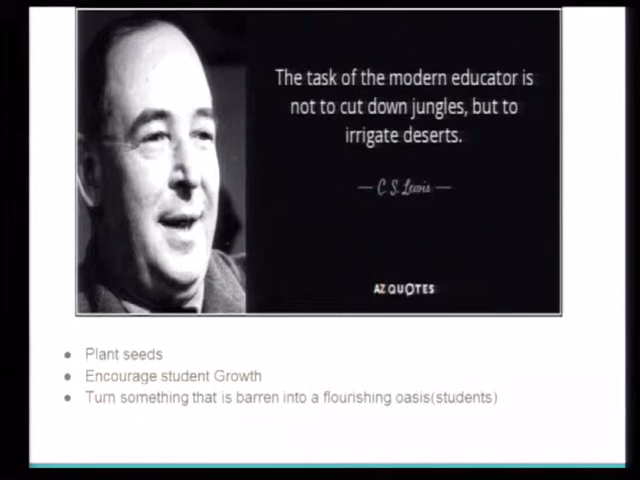 The task of the modern educator is
not to cut down jungles, but to
irrigate deserts.
— C. S. Lewis —
AZ QUOTES
● Plant seeds
● Encourage student Growth
● Turn something that is barren into a flourishing oasis(students)